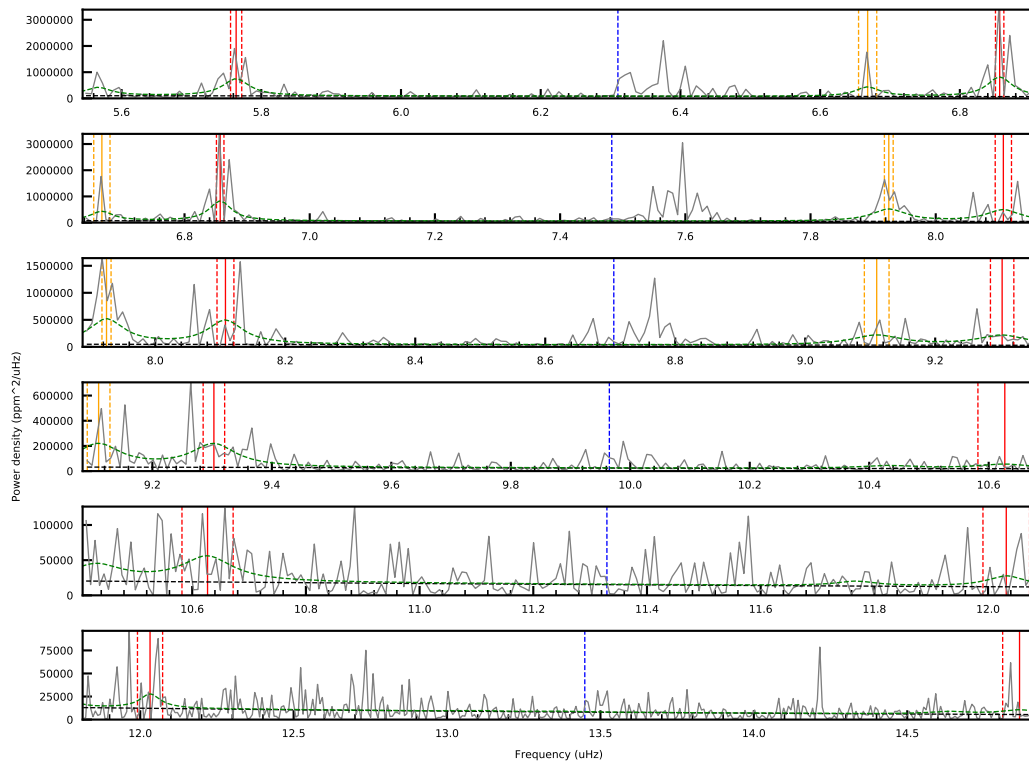 3000000
2000000
1000000
0
5.6 5.8 6.0 6.2 6.4 6.6 6.8
3000000
2000000
1000000
0
6.8 7.0 7.2 7.4 7.6 7.8 8.0
1500000
1000000
500000
0
8.0 8.2 8.4 8.6 8.8 9.0 9.2
600000
400000
200000
0
9.2 9.4 9.6 9.8 10.0 10.2 10.4 10.6
Power density (ppm^2/uHz)
100000
50000
0
10.6 10.8 11.0 11.2 11.4 11.6 11.8 12.0
75000
50000
25000
0
12.0 12.5 13.0 13.5 14.0 14.5
Frequency (uHz)